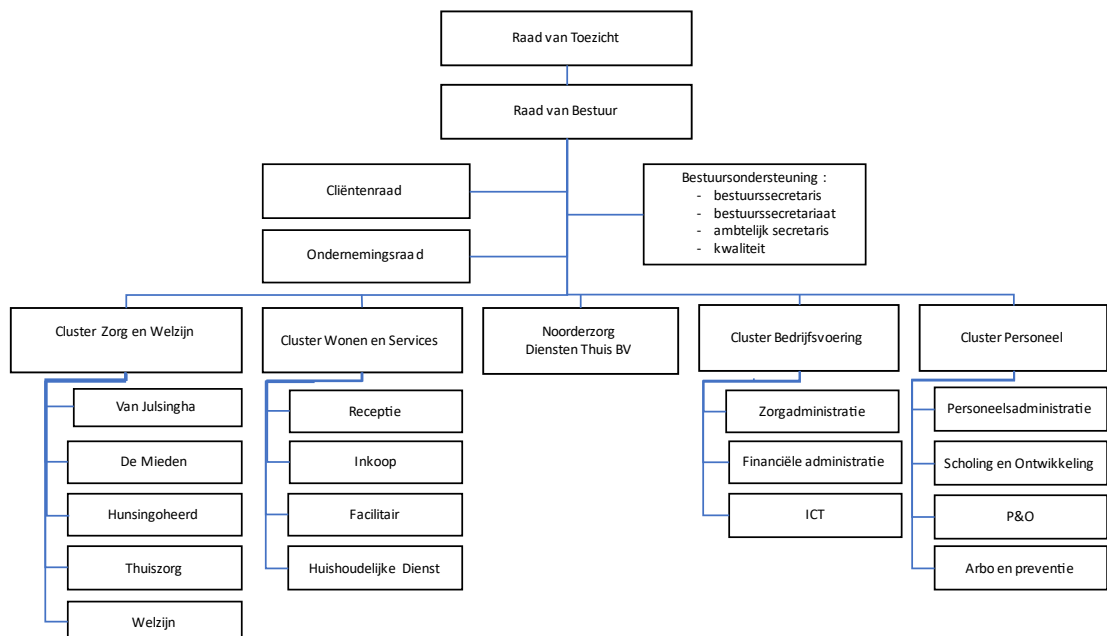 Raad van Toezicht
Raad van Bestuur
Cliëntenraad
Bestuursondersteuning :
- bestuurssecretaris
- bestuurssecretariaat
- ambtelijk secretaris
- kwaliteit
Ondernemingsraad
Cluster Zorg en Welzijn
Cluster Wonen en Services
Noorderzorg
Diensten Thuis BV
Cluster Bedrijfsvoering
Cluster Personeel
Van Julsingha
De Mieden
Hunsingoheerd
Thuiszorg
Welzijn
Receptie
Inkoop
Facilitair
Huishoudelijke Dienst
Zorgadministratie
Financiële administratie
ICT
Personeelsadministratie
Scholing en Ontwikkeling
P&O
Arbo en preventie